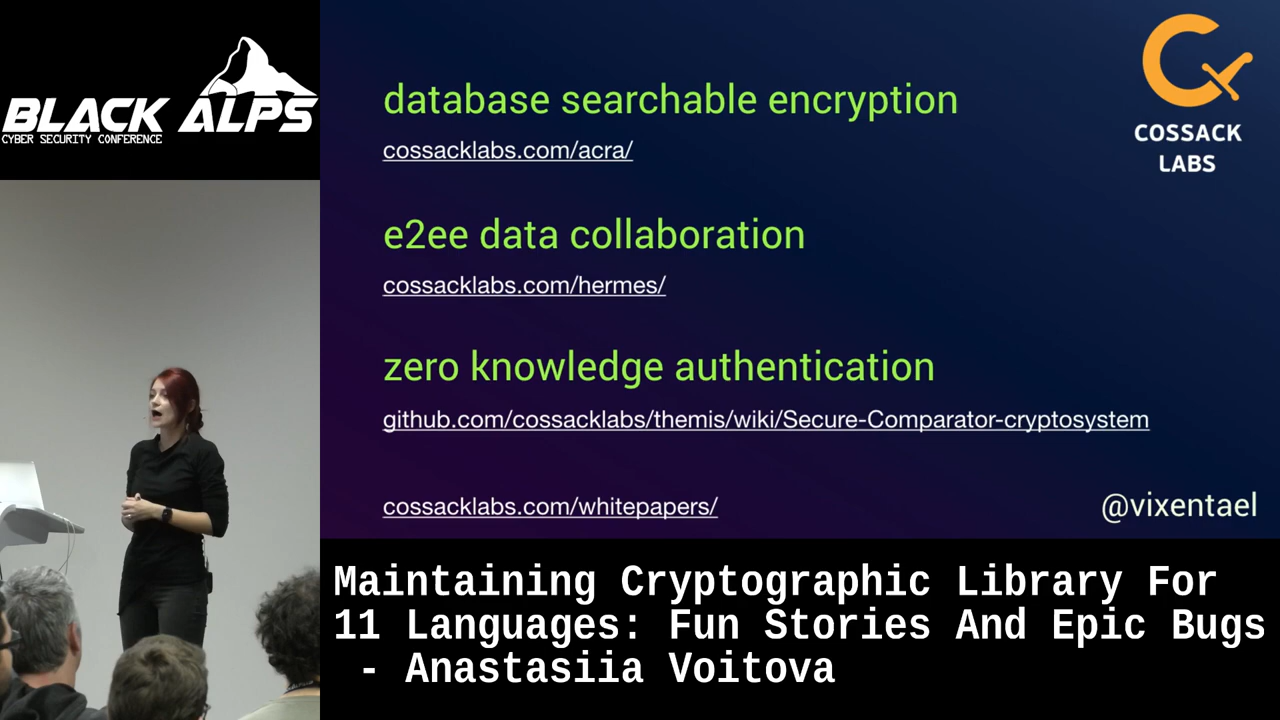 BLACK ALPS
CYBER SECURITY CONFERENCE
database searchable encryption
cossacklabs.com/acra/
e2ee data collaboration
cossacklabs.com/hermes/
zero knowledge authentication
github.com/cossacklabs/themis/wiki/Secure-Comparator-cryptosystem
cossacklabs.com/whitepapers/
@vixentael
COSSACK
LABS
Maintaining Cryptographic Library For
11 Languages: Fun Stories And Epic Bugs
- Anastasiia Voitova